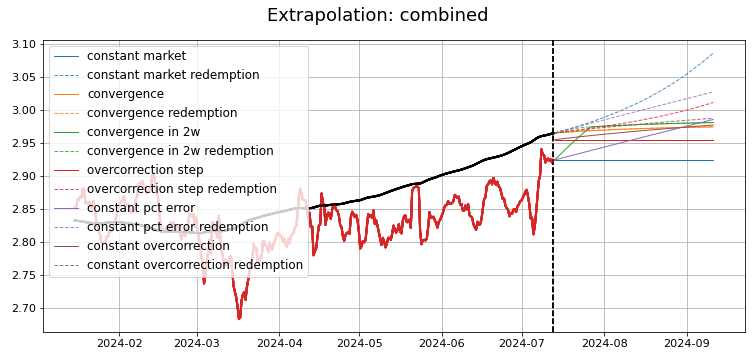 Extrapolation: combined
3.10
3.05
3.00
2.95
2.90
2.85
2.80
2.75
2.70
constant market
constant market redemption
convergence
convergence redemption
convergence in 2w
convergence in 2w redemption
overcorrection step
overcorrection step redemption
constant pct error
constant pct error redemption
constant overcorrection
constant overcorrection redemption
2024-02 2024-03 2024-04 2024-05 2024-06 2024-07 2024-08 2024-09